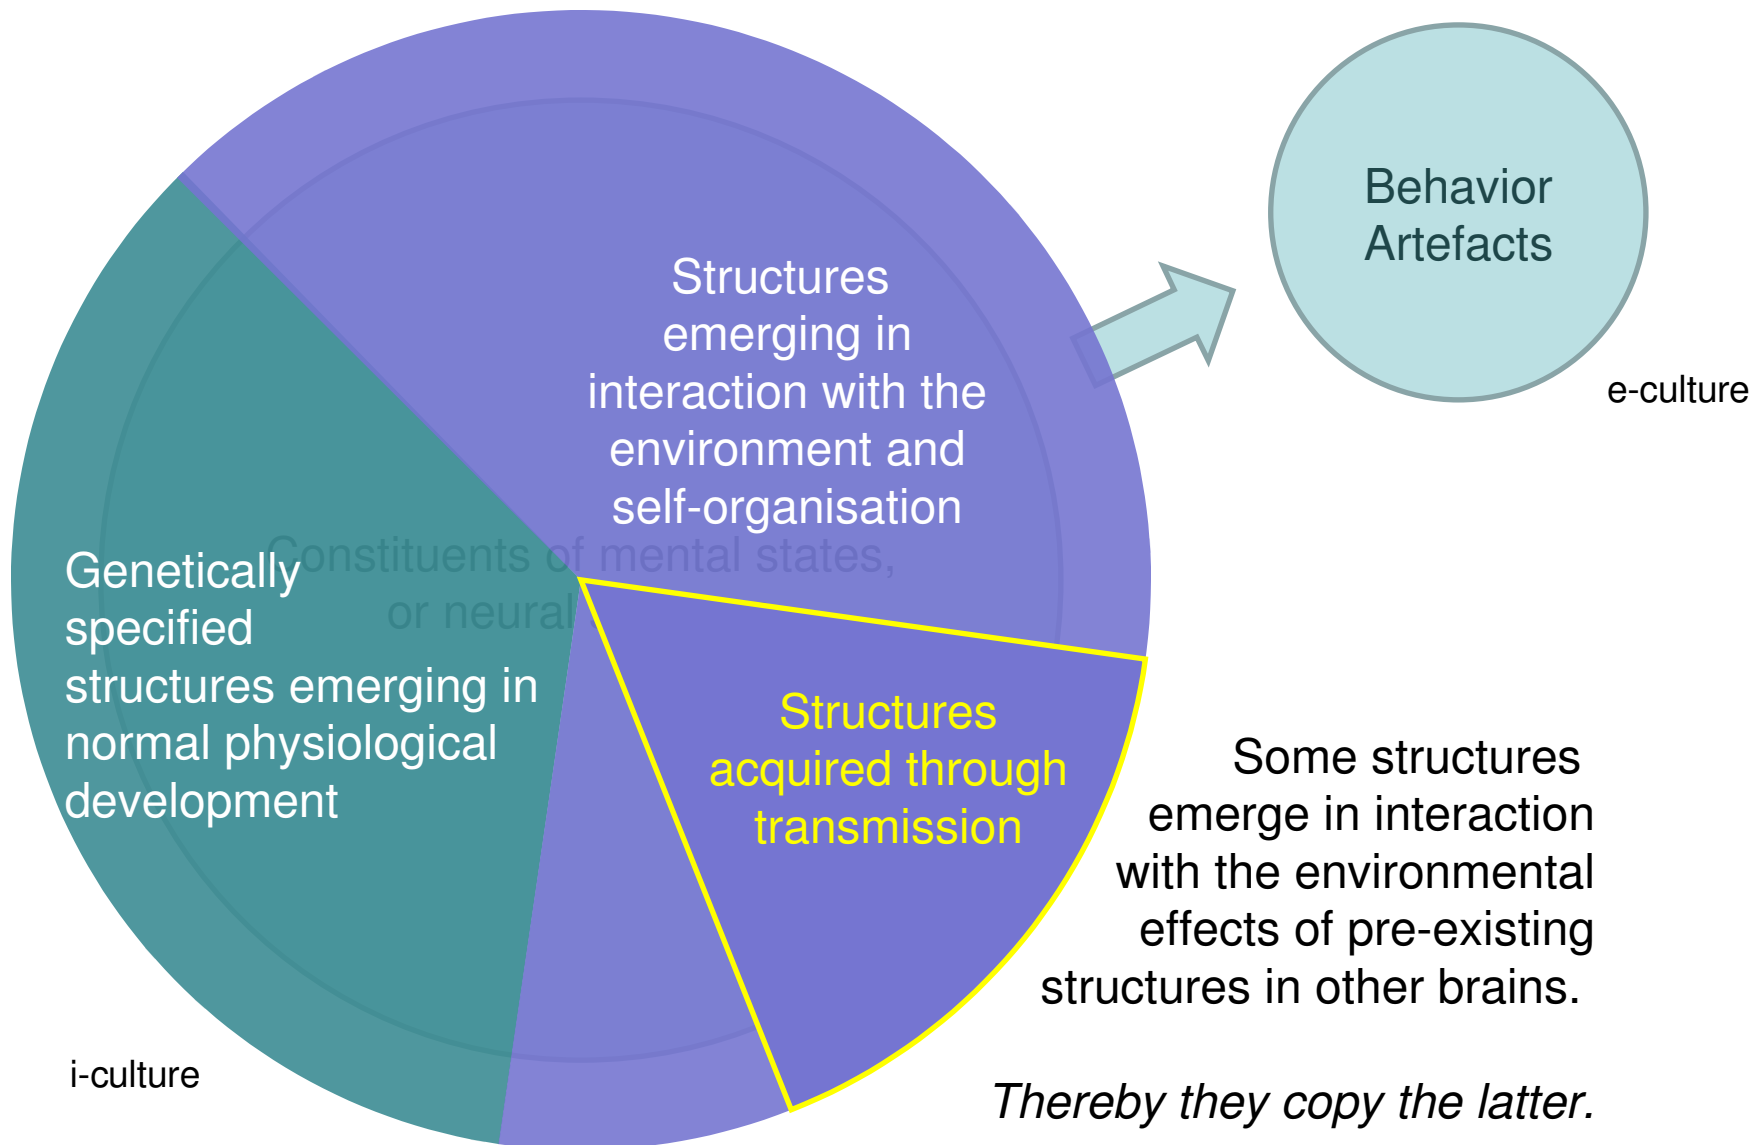 Behavior
Artefacts
e-culture
Structures
emerging in
interaction with the
environment and
self-organisation
Constituents of mental states,
or neural
Genetically
specified
structures emerging in
normal physiological
development
Structures
acquired through
transmission
Some structures
emerge in interaction
with the environmental
effects of pre-existing
structures in other brains.
i-culture
Thereby they copy the latter.